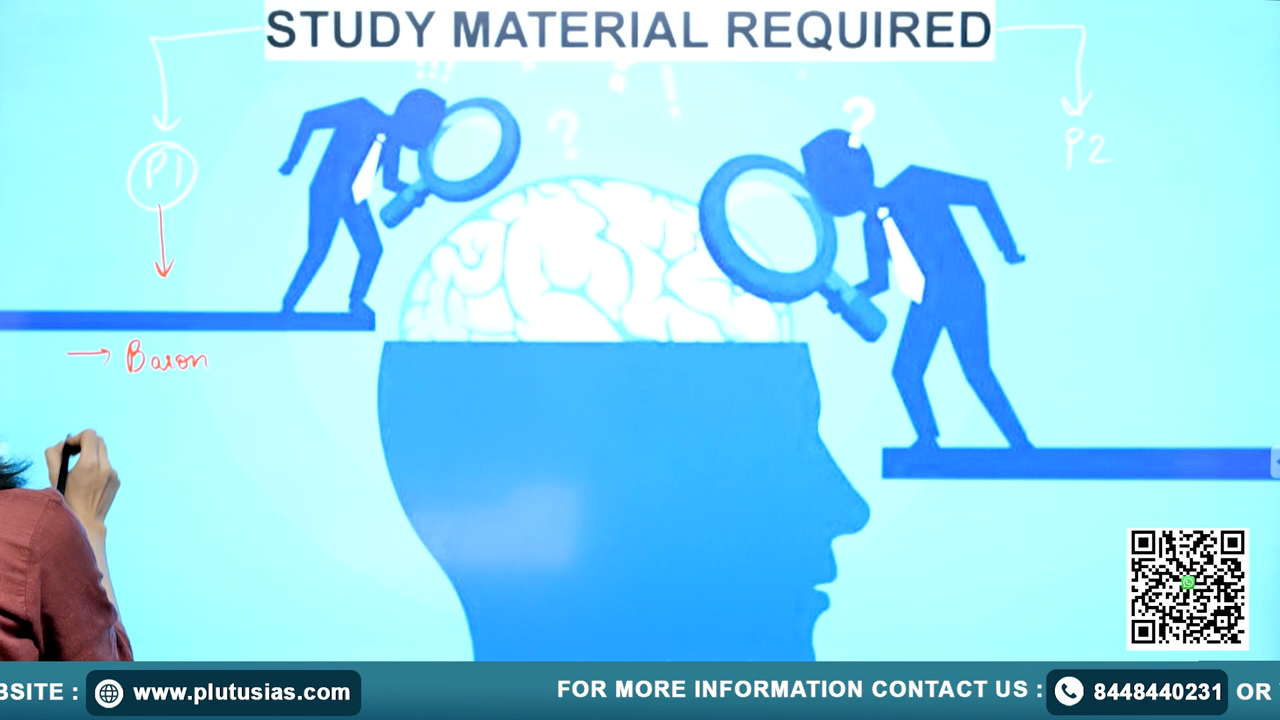 STUDY MATERIAL REQUIRED
!!!
?
!
?
P1
P2
→ Baron
BSITE : www.plutusias.com
FOR MORE INFORMATION CONTACT US : 8448440231 OR